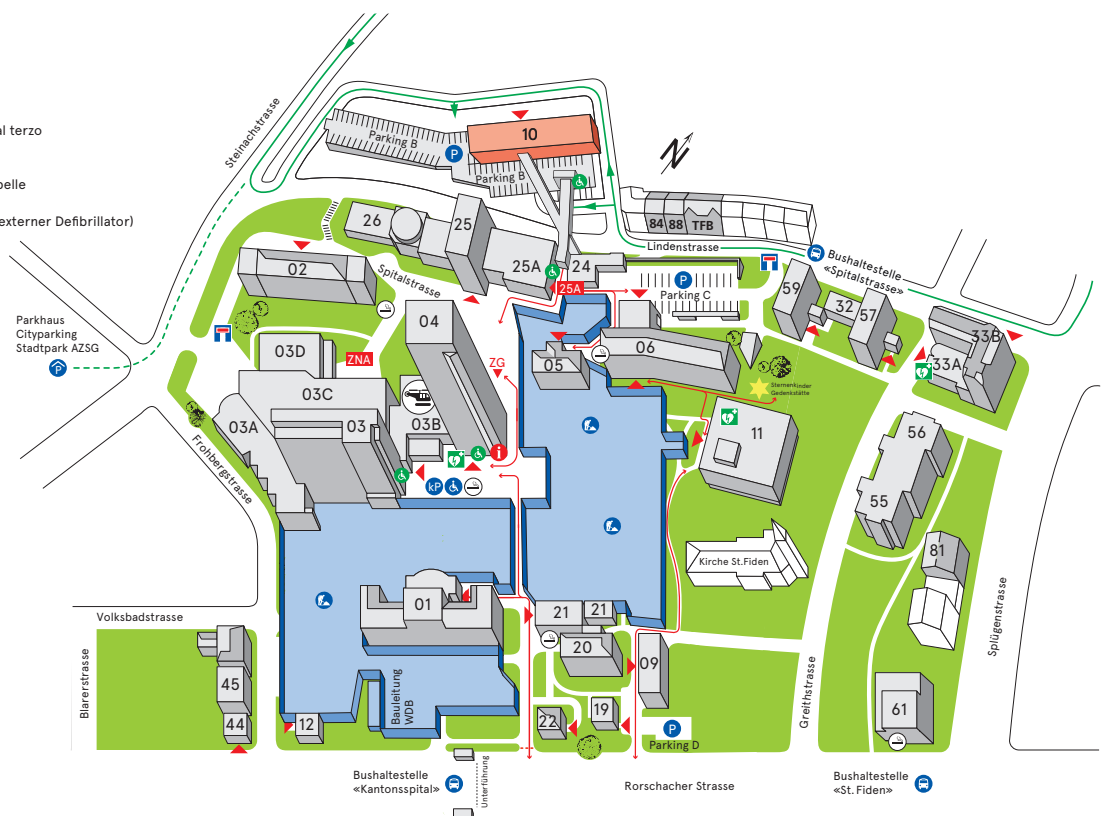 al terzo
elle
externer Defibrillator)
Steinachstrasse
Parking B
P
10
Parking B
N
84 88 TFB
26
25
25A
24
Lindenstrasse
Bushaltestelle
«Spitalstrasse»
02
Spitalstrasse
25A
P
Parking C
59
32
57
33B
33A
Parkhaus
Cityparking
Stadtpark AZSG
P
04
03D
ZNA
ZG
05
06
Sternenkinder
Gedenkstätte
03C
03A
03
03B
i
kP
11
56
55
Frohbergstrasse
Kirche St.Fiden
81
01
21
21
20
09
Volksbadstrasse
Blarerstrasse
45
44
12
Bauleitung
WDB
22
19
P
Parking D
Greithstrasse
Splügenstrasse
61
Bushaltestelle
«Kantonsspital»
Unterführung
Rorschacher Strasse
Bushaltestelle
«St. Fiden»